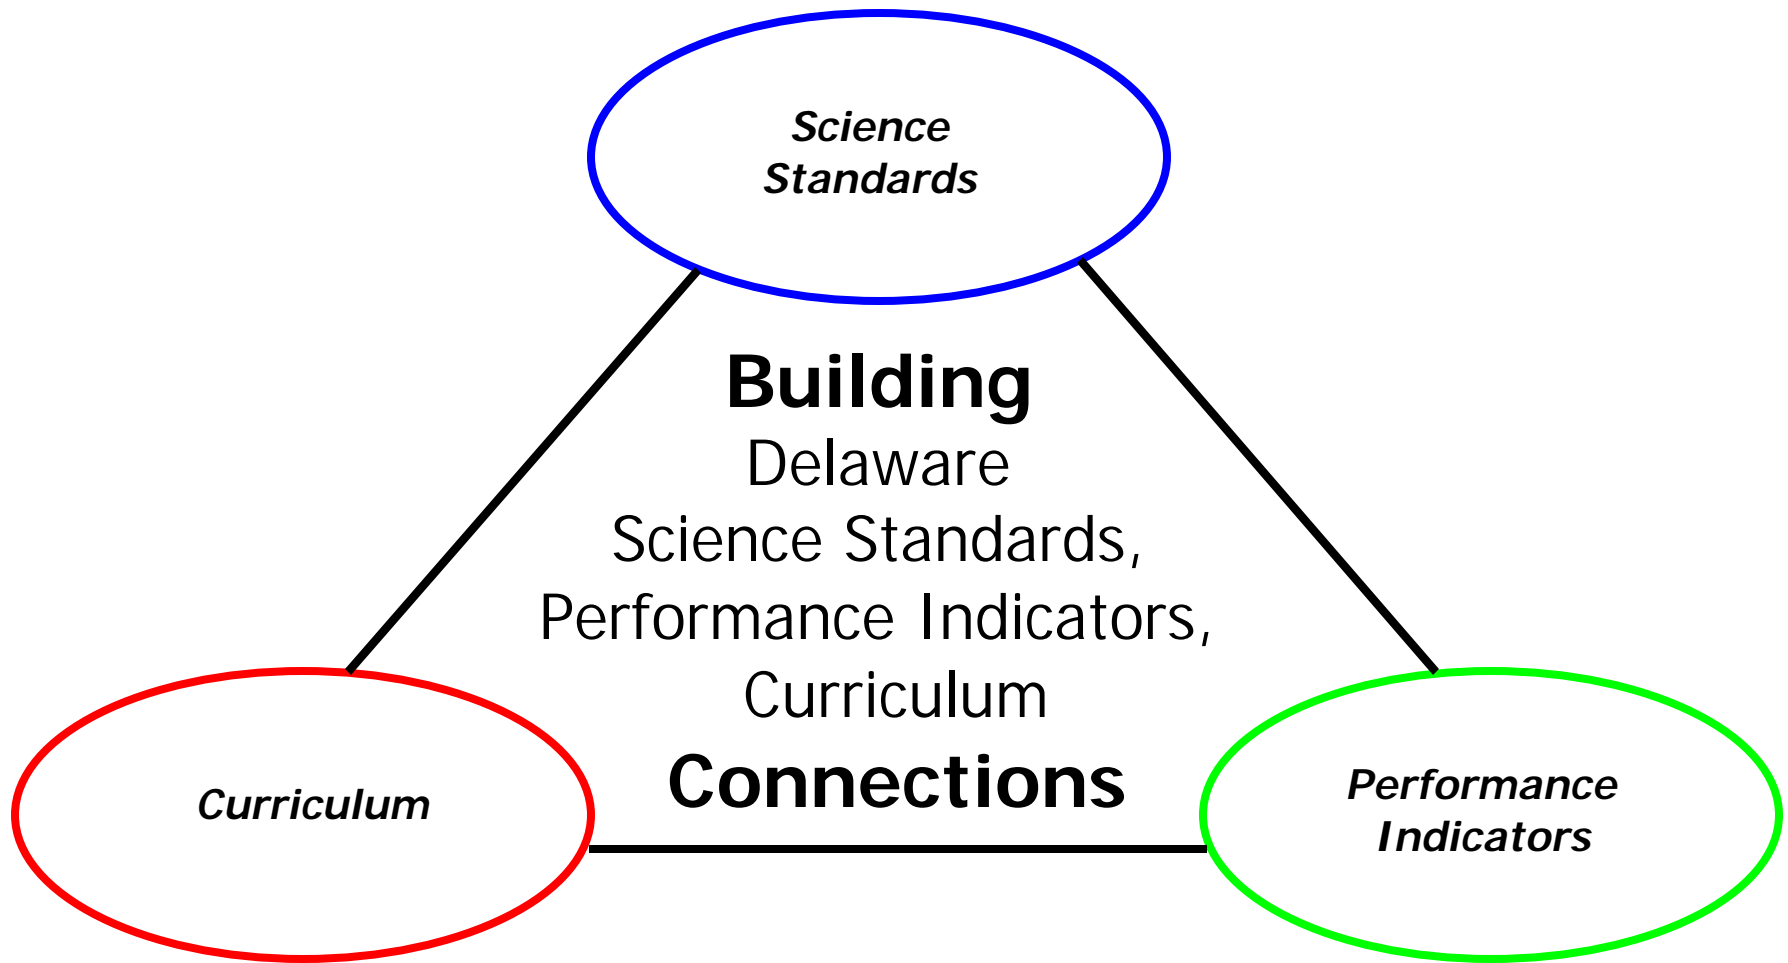 Science
Standards
Building
Delaware
Science Standards,
Performance Indicators,
Curriculum
Connections
Curriculum
Performance
Indicators